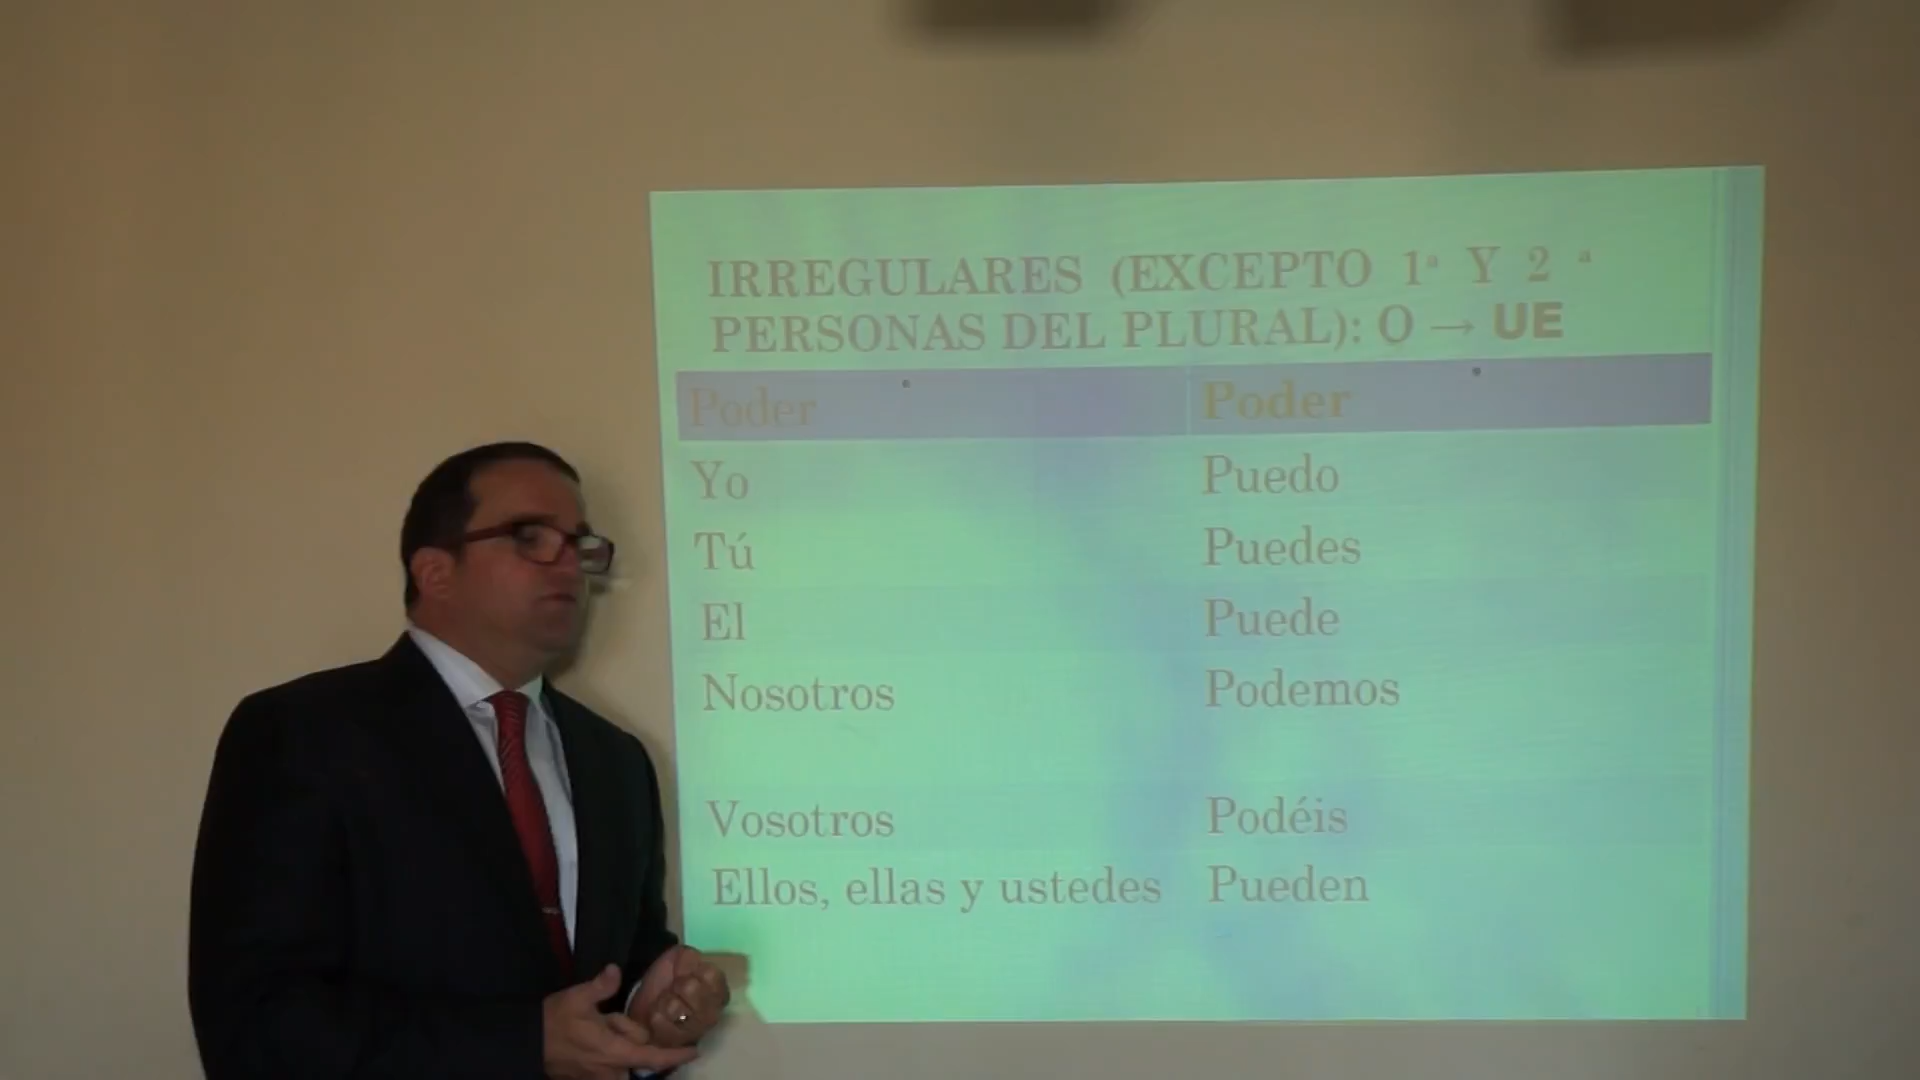 IRREGULARES (EXCEPTO 1ª Y 2 ª
PERSONAS DEL PLURAL): O → UE
Poder Poder
Yo Puedo
Tú Puedes
El Puede
Nosotros Podemos
Vosotros Podéis
Ellos, ellas y ustedes Pueden